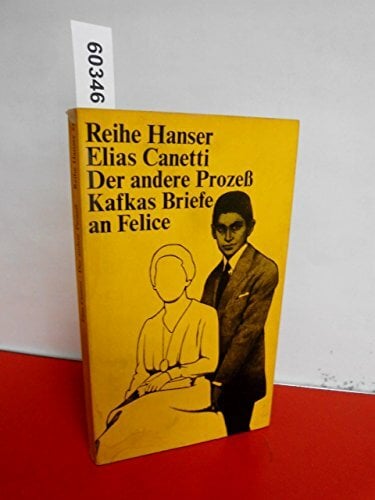 60346
Reihe Hanser
Elias Canetti
Der andere Prozeß
Kafkas Briefe
an Felice